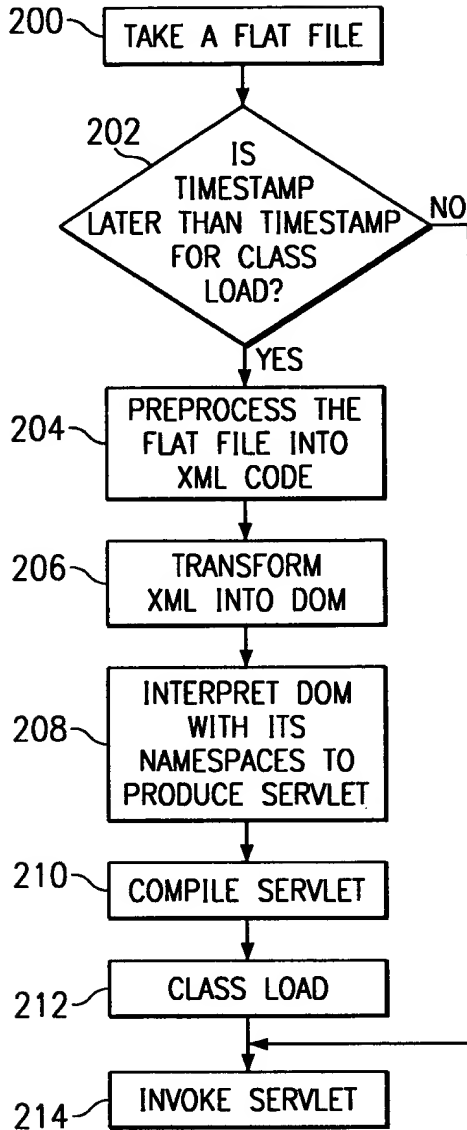 200
TAKE A FLAT FILE
202
IS
TIMESTAMP
LATER THAN TIMESTAMP
FOR CLASS
LOAD?
NO
YES
204
PREPROCESS THE
FLAT FILE INTO
XML CODE
206
TRANSFORM
XML INTO DOM
208
INTERPRET DOM
WITH ITS
NAMESPACES TO
PRODUCE SERVLET
210
COMPILE SERVLET
212
CLASS LOAD
214
INVOKE SERVLET